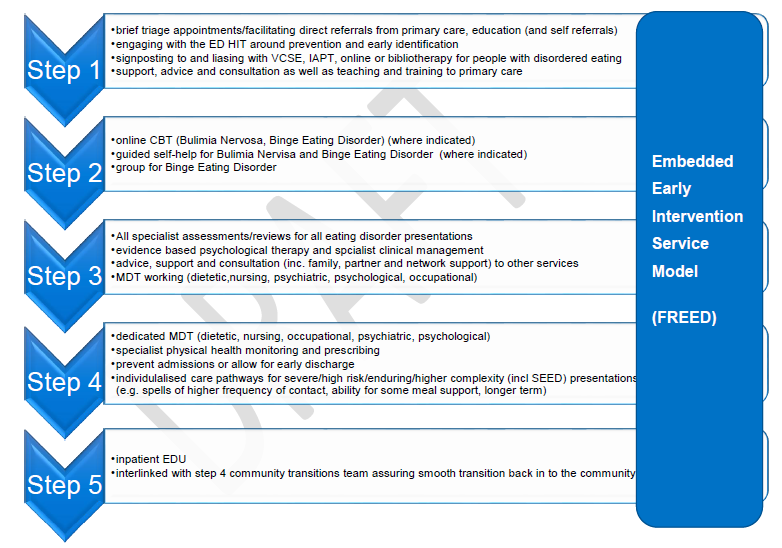 Step 1
•brief triage appointments/facilitating direct referrals from primary care, education (and self referrals)
•engaging with the ED HIT around prevention and early identification
•signposting to and liasing with VCSE, IAPT, online or bibliotherapy for people with disordered eating
•support, advice and consultation as well as teaching and training to primary care
Step 2
•online CBT (Bulimia Nervosa, Binge Eating Disorder) (where indicated)
•guided self-help for Bulimia Nervisa and Binge Eating Disorder (where indicated)
•group for Binge Eating Disorder
Step 3
•All specialist assessments/reviews for all eating disorder presentations
•evidence based psychological therapy and spcialist clinical management
•advice, support and consultation (inc. family, partner and network support) to other services
•MDT working (dietetic,nursing, psychiatric, psychological, occupational)
Step 4
•dedicated MDT (dietetic, nursing, occupational, psychiatric, psychological)
•specialist physical health monitoring and prescribing
•prevent admissions or allow for early discharge
•individulalised care pathways for severe/high risk/enduring/higher complexity (incl SEED) presentations
(e.g. spells of higher frequency of contact, ability for some meal support, longer term)
Step 5
•inpatient EDU
•interlinked with step 4 community transitions team assuring smooth transition back in to the community
Embedded
Early
Intervention
Service
Model
(FREED)
DRAFT